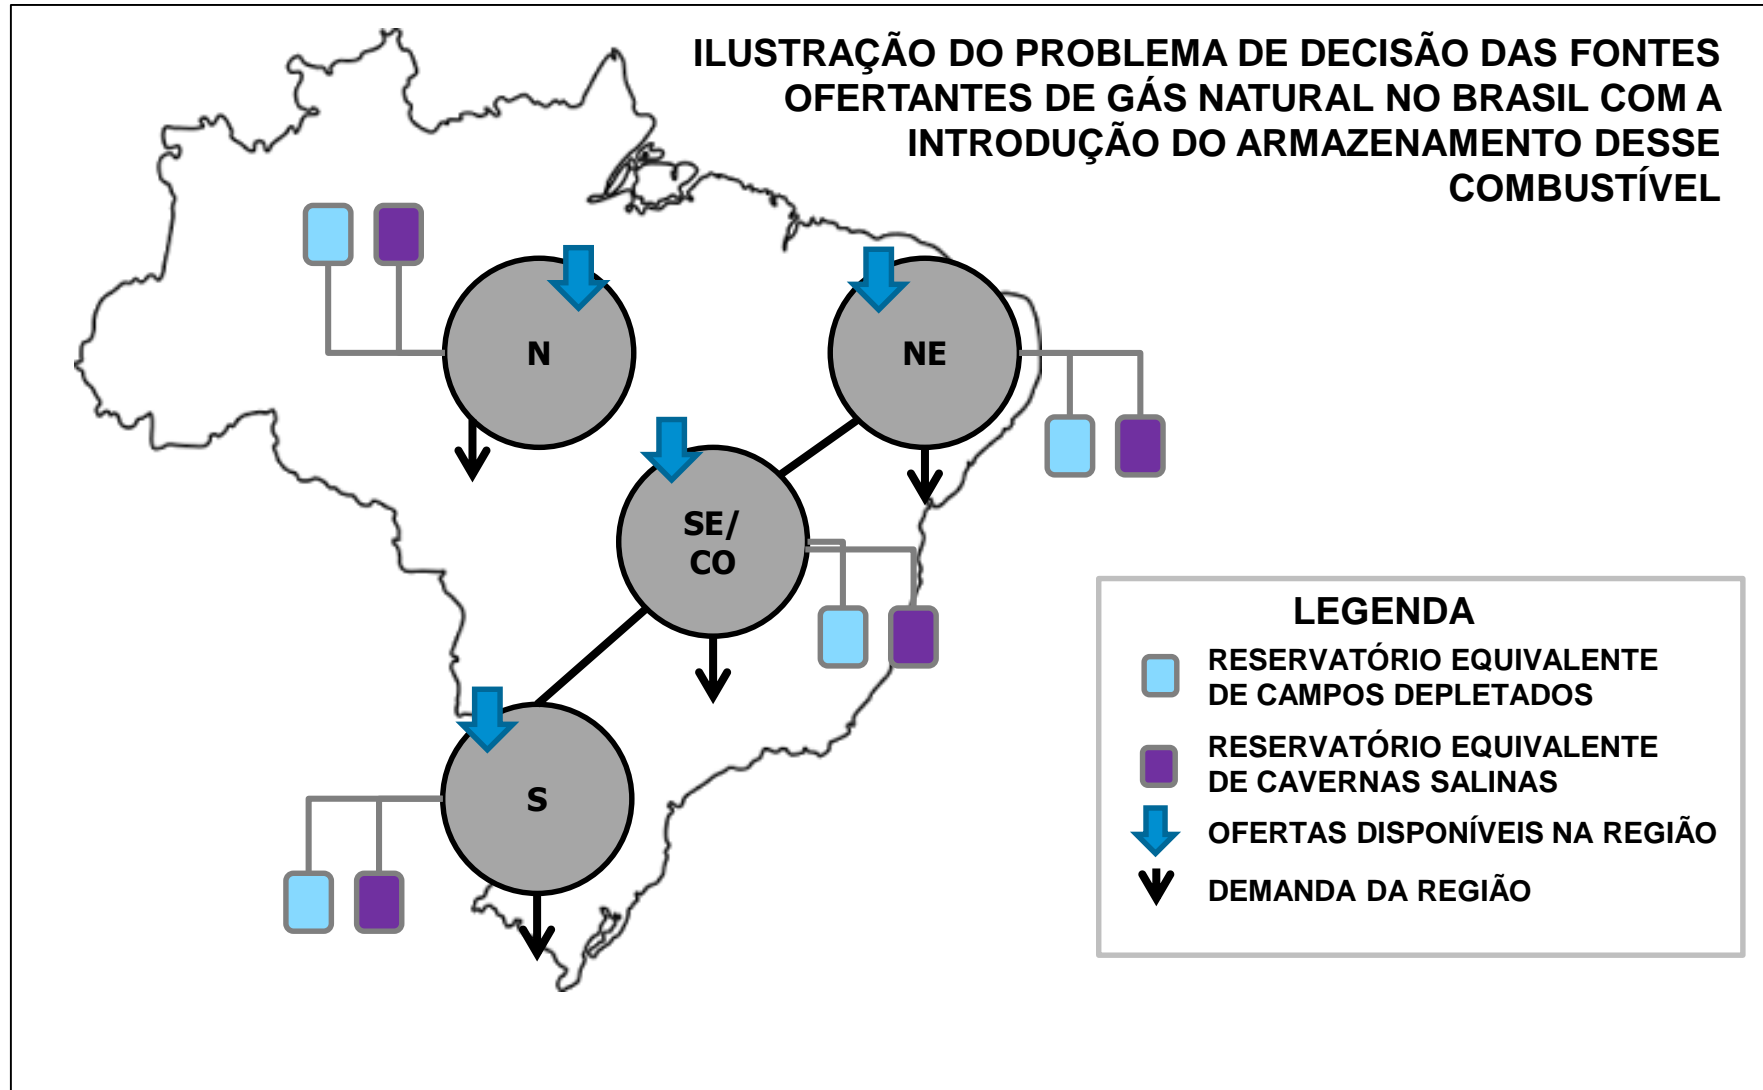 ILUSTRAÇÃO DO PROBLEMA DE DECISÃO DAS FONTES
OFERTANTES DE GÁS NATURAL NO BRASIL COM A
INTRODUÇÃO DO ARMAZENAMENTO DESSE
COMBUSTÍVEL
N
NE
SE/
CO
S
LEGENDA
RESERVATÓRIO EQUIVALENTE
DE CAMPOS DEPLETADOS
RESERVATÓRIO EQUIVALENTE
DE CAVERNAS SALINAS
OFERTAS DISPONÍVEIS NA REGIÃO
DEMANDA DA REGIÃO